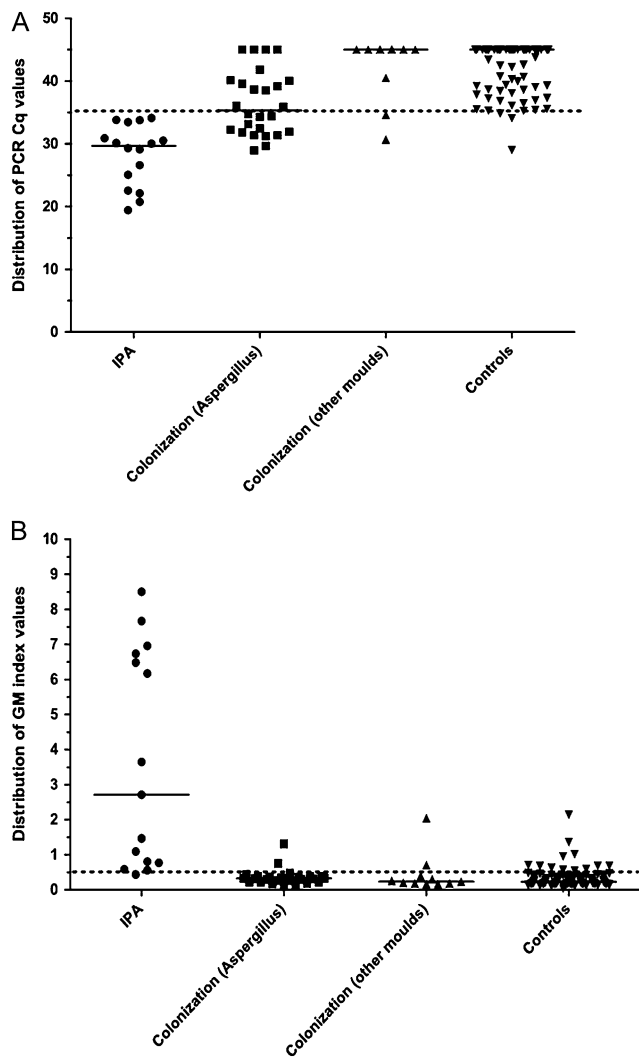 A
Distribution of PCR Cq values
50
40
30
20
10
0
IPA
Colonization (Aspergillus)
Colonization (other moulds)
Controls
B
Distribution of GM index values
10
9
8
7
6
5
4
3
2
1
0
IPA
Colonization (Aspergillus)
Colonization (other moulds)
Controls